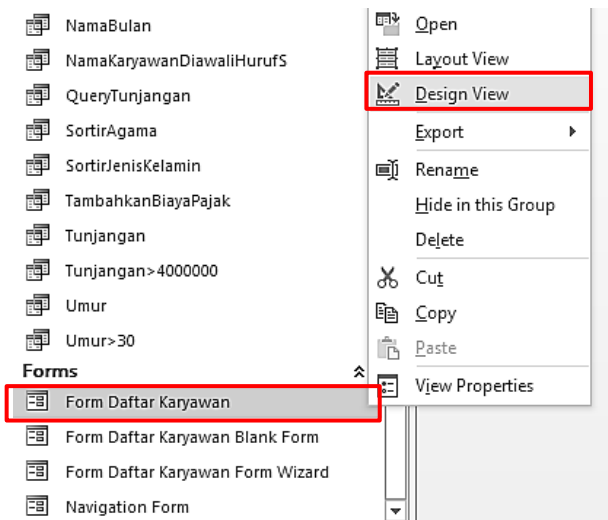 NamaBulan
NamaKaryawanDiawaliHurufS
QueryTunjangan
SortirAgama
SortirJenisKelamin
TambahkanBiayaPajak
Tunjangan
Tunjangan>4000000
Umur
Umur>30
Forms
Form Daftar Karyawan
Form Daftar Karyawan Blank Form
Form Daftar Karyawan Form Wizard
Navigation Form
Open
Layout View
Design View
Export
Rename
Hide in this Group
Delete
Cut
Copy
Paste
View Properties